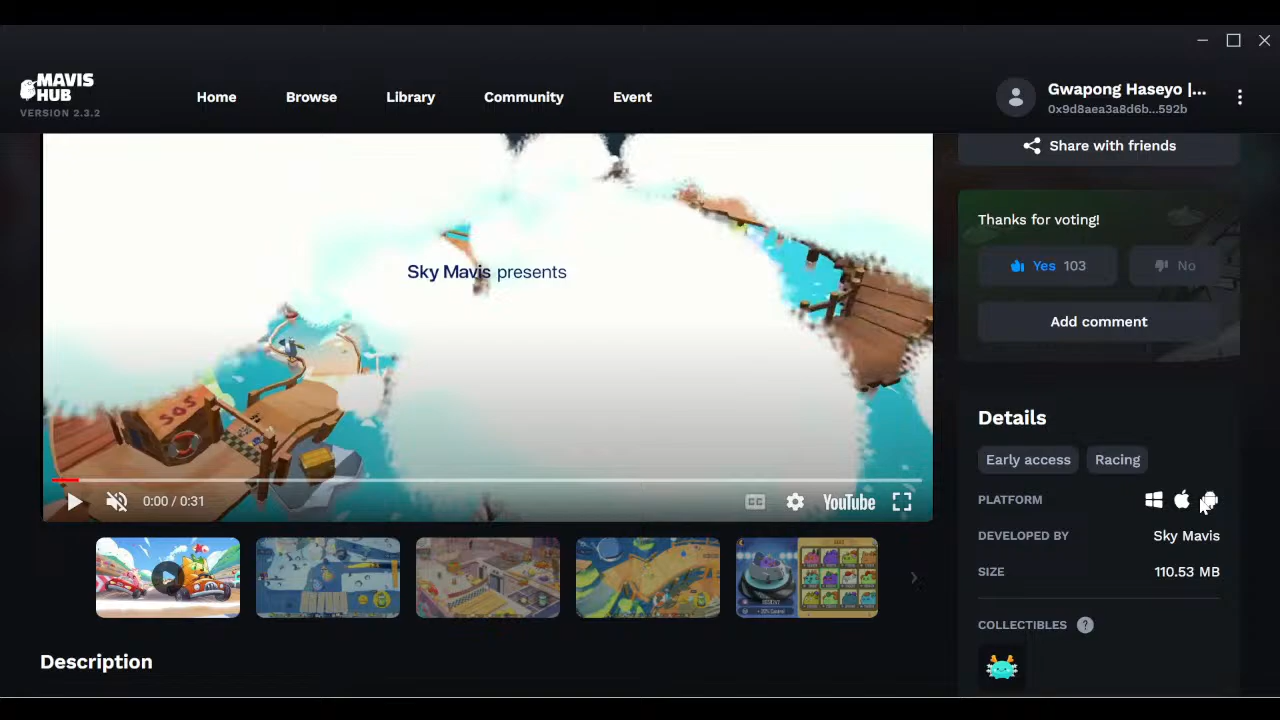 MAVIS
HUB
VERSION 2.3.2
Home
Browse
Library
Community
Event
Gwapong Haseyo |...
0x9d8aea3a8d6b...592b
Share with friends
Thanks for voting!
Yes 103
No
Add comment
Sky Mavis presents
SOS
0:00 / 0:31
CC
YouTube
Details
Early access
Racing
PLATFORM
DEVELOPED BY
Sky Mavis
SIZE
110.53 MB
COLLECTIBLES ?
Description